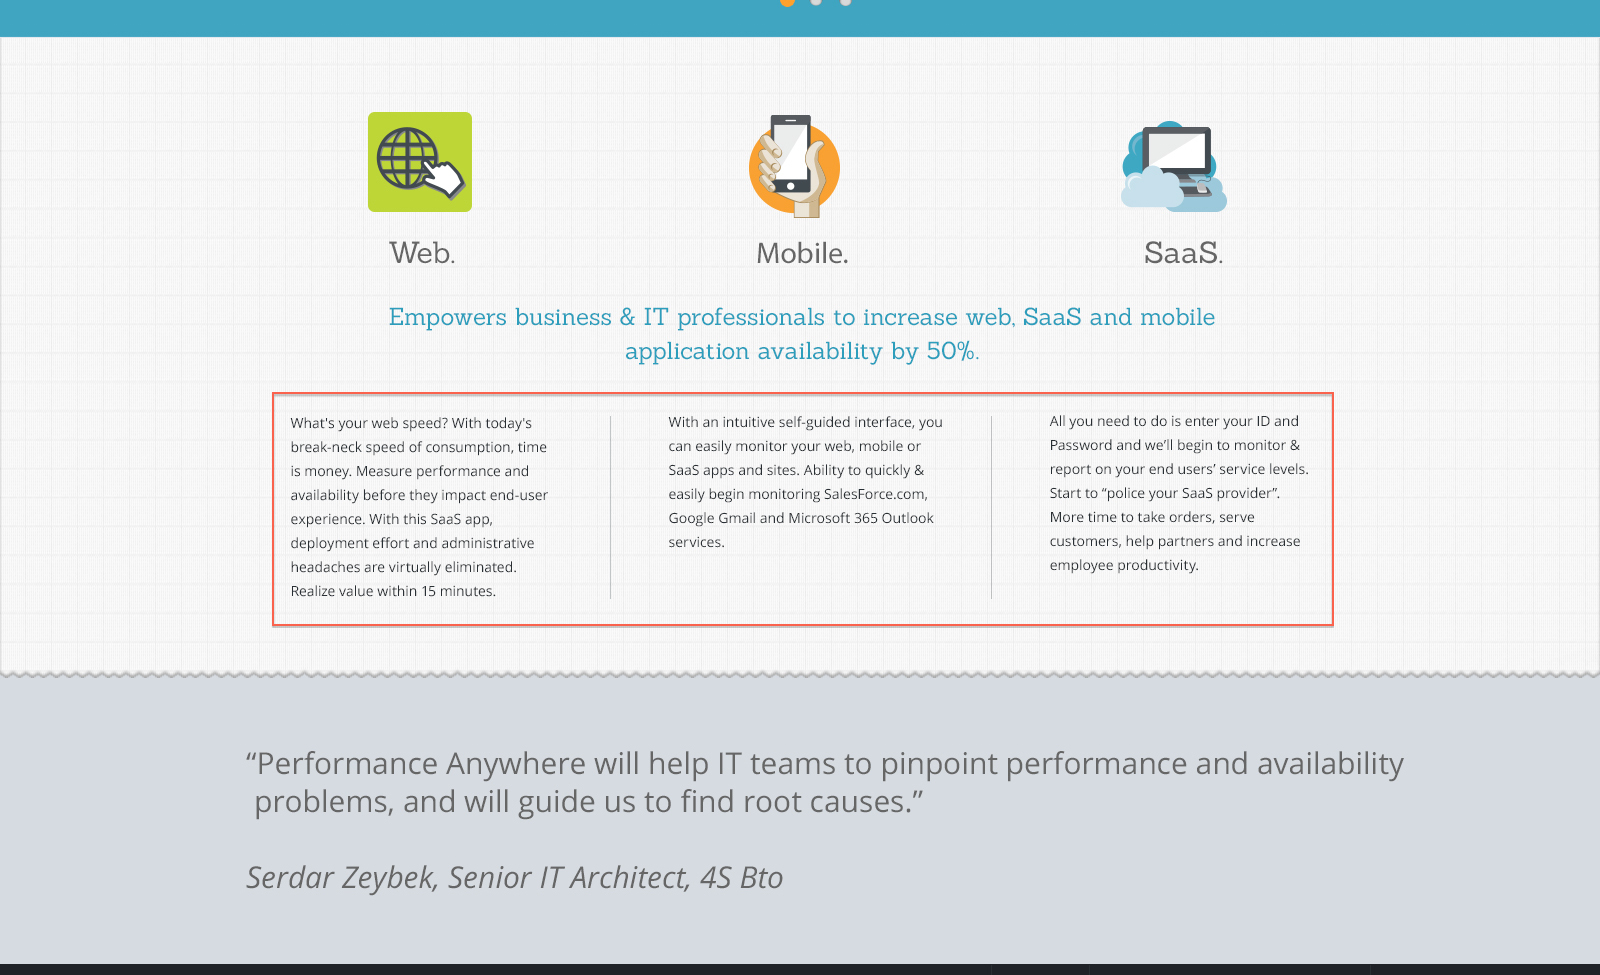 Web.
Mobile.
SaaS.
Empowers business & IT professionals to increase web, SaaS and mobile
application availability by 50%.
What's your web speed? With today's
break-neck speed of consumption, time
is money. Measure performance and
availability before they impact end-user
experience. With this SaaS app,
deployment effort and administrative
headaches are virtually eliminated.
Realize value within 15 minutes.
With an intuitive self-guided interface, you
can easily monitor your web, mobile or
SaaS apps and sites. Ability to quickly &
easily begin monitoring SalesForce.com,
Google Gmail and Microsoft 365 Outlook
services.
All you need to do is enter your ID and
Password and we’ll begin to monitor &
report on your end users’ service levels.
Start to “police your SaaS provider”.
More time to take orders, serve
customers, help partners and increase
employee productivity.
“Performance Anywhere will help IT teams to pinpoint performance and availability
problems, and will guide us to find root causes.”
Serdar Zeybek, Senior IT Architect, 4S Bto